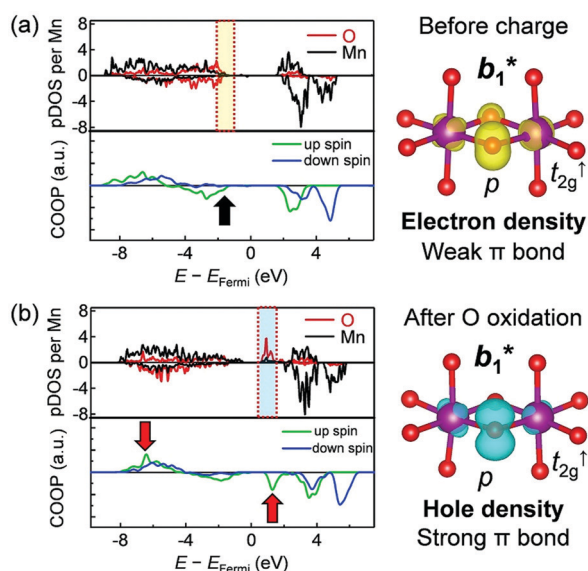 (a)
8
4
0
4
-8
pDOS per Mn
O
Mn
COOP (a.u.)
up spin
down spin
-8 -4 0 4
E − E_Fermi (eV)
Before charge
b₁*
p
t₂g↑
Electron density
Weak π bond
(b)
8
4
0
-4
-8
pDOS per Mn
O
Mn
COOP (a.u.)
up spin
down spin
-8 -4 0 4
E − E_Fermi (eV)
After O oxidation
b₁*
p
t₂g↑
Hole density
Strong π bond